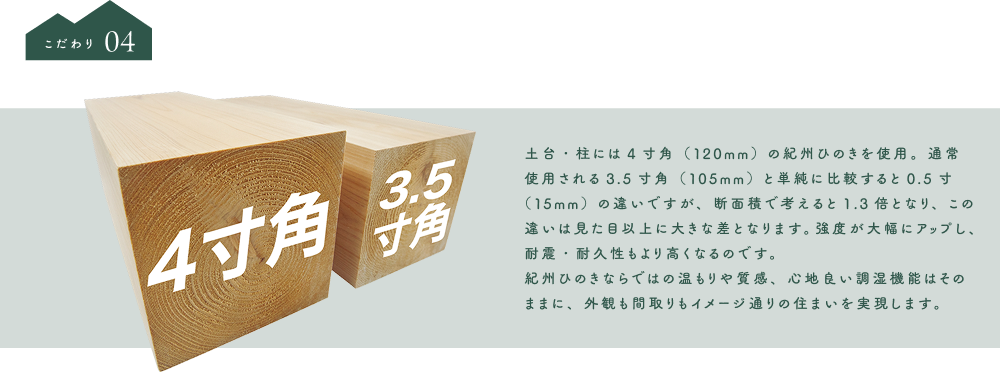 こだわり 04
4寸角
3.5
寸角
土台・柱には4寸角（120mm）の紀州ひのきを使用。通常
使用される3.5寸角（105mm）と単純に比較すると0.5寸
（15mm）の違いですが、断面積で考えると1.3倍となり、この
違いは見た目以上に大きな差となります。強度が大幅にアップし、
耐震・耐久性もより高くなるのです。
紀州ひのきならではの温もりや質感、心地良い調湿機能はその
ままに、外観も間取りもイメージ通りの住まいを実現します。